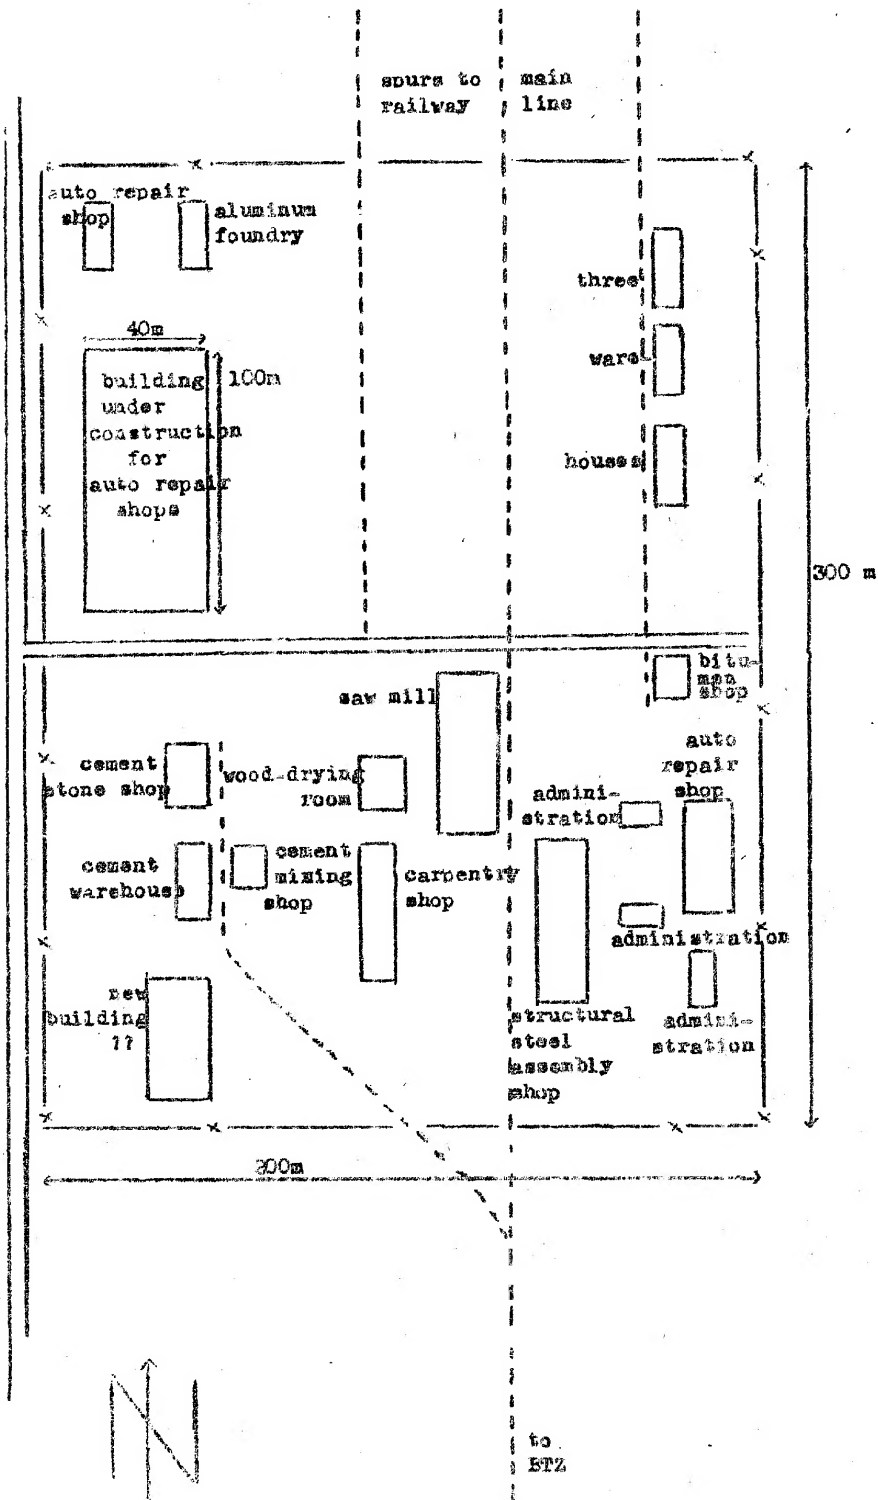 spurs to
railway
main
line
auto repair
shop
aluminum
foundry
three
ware
houses
40m
100m
building
under
construction
for
auto repair
shops
300 m
bitu-
men
shop
saw mill
cement
stone shop
wood-drying
room
auto
repair
shop
admini-
stration
cement
warehouse
cement
mixing
shop
carpentry
shop
administration
new
building
??
structural
steel
assembly
shop
admini-
stration
200m
N
to
BTZ